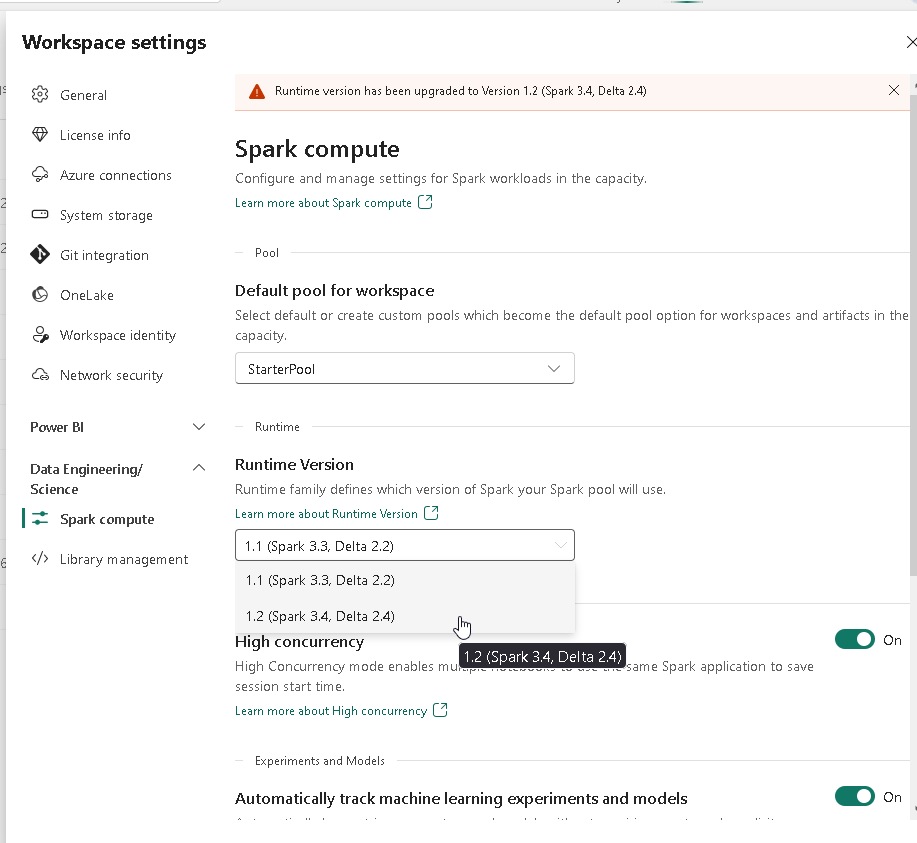 Workspace settings
General
License info
Azure connections
System storage
Git integration
OneLake
Workspace identity
Network security
Power BI
Data Engineering/
Science
Spark compute
Library management
Runtime version has been upgraded to Version 1.2 (Spark 3.4, Delta 2.4)
Spark compute
Configure and manage settings for Spark workloads in the capacity.
Learn more about Spark compute
Pool
Default pool for workspace
Select default or create custom pools which become the default pool option for workspaces and artifacts in the
capacity.
StarterPool
Runtime
Runtime Version
Runtime family defines which version of Spark your Spark pool will use.
Learn more about Runtime Version
1.1 (Spark 3.3, Delta 2.2)
1.1 (Spark 3.3, Delta 2.2)
1.2 (Spark 3.4, Delta 2.4)
1.2 (Spark 3.4, Delta 2.4)
High concurrency
On
High Concurrency mode enables multiple notebooks to use the same Spark application to save
session start time.
Learn more about High concurrency
Experiments and Models
Automatically track machine learning experiments and models
On